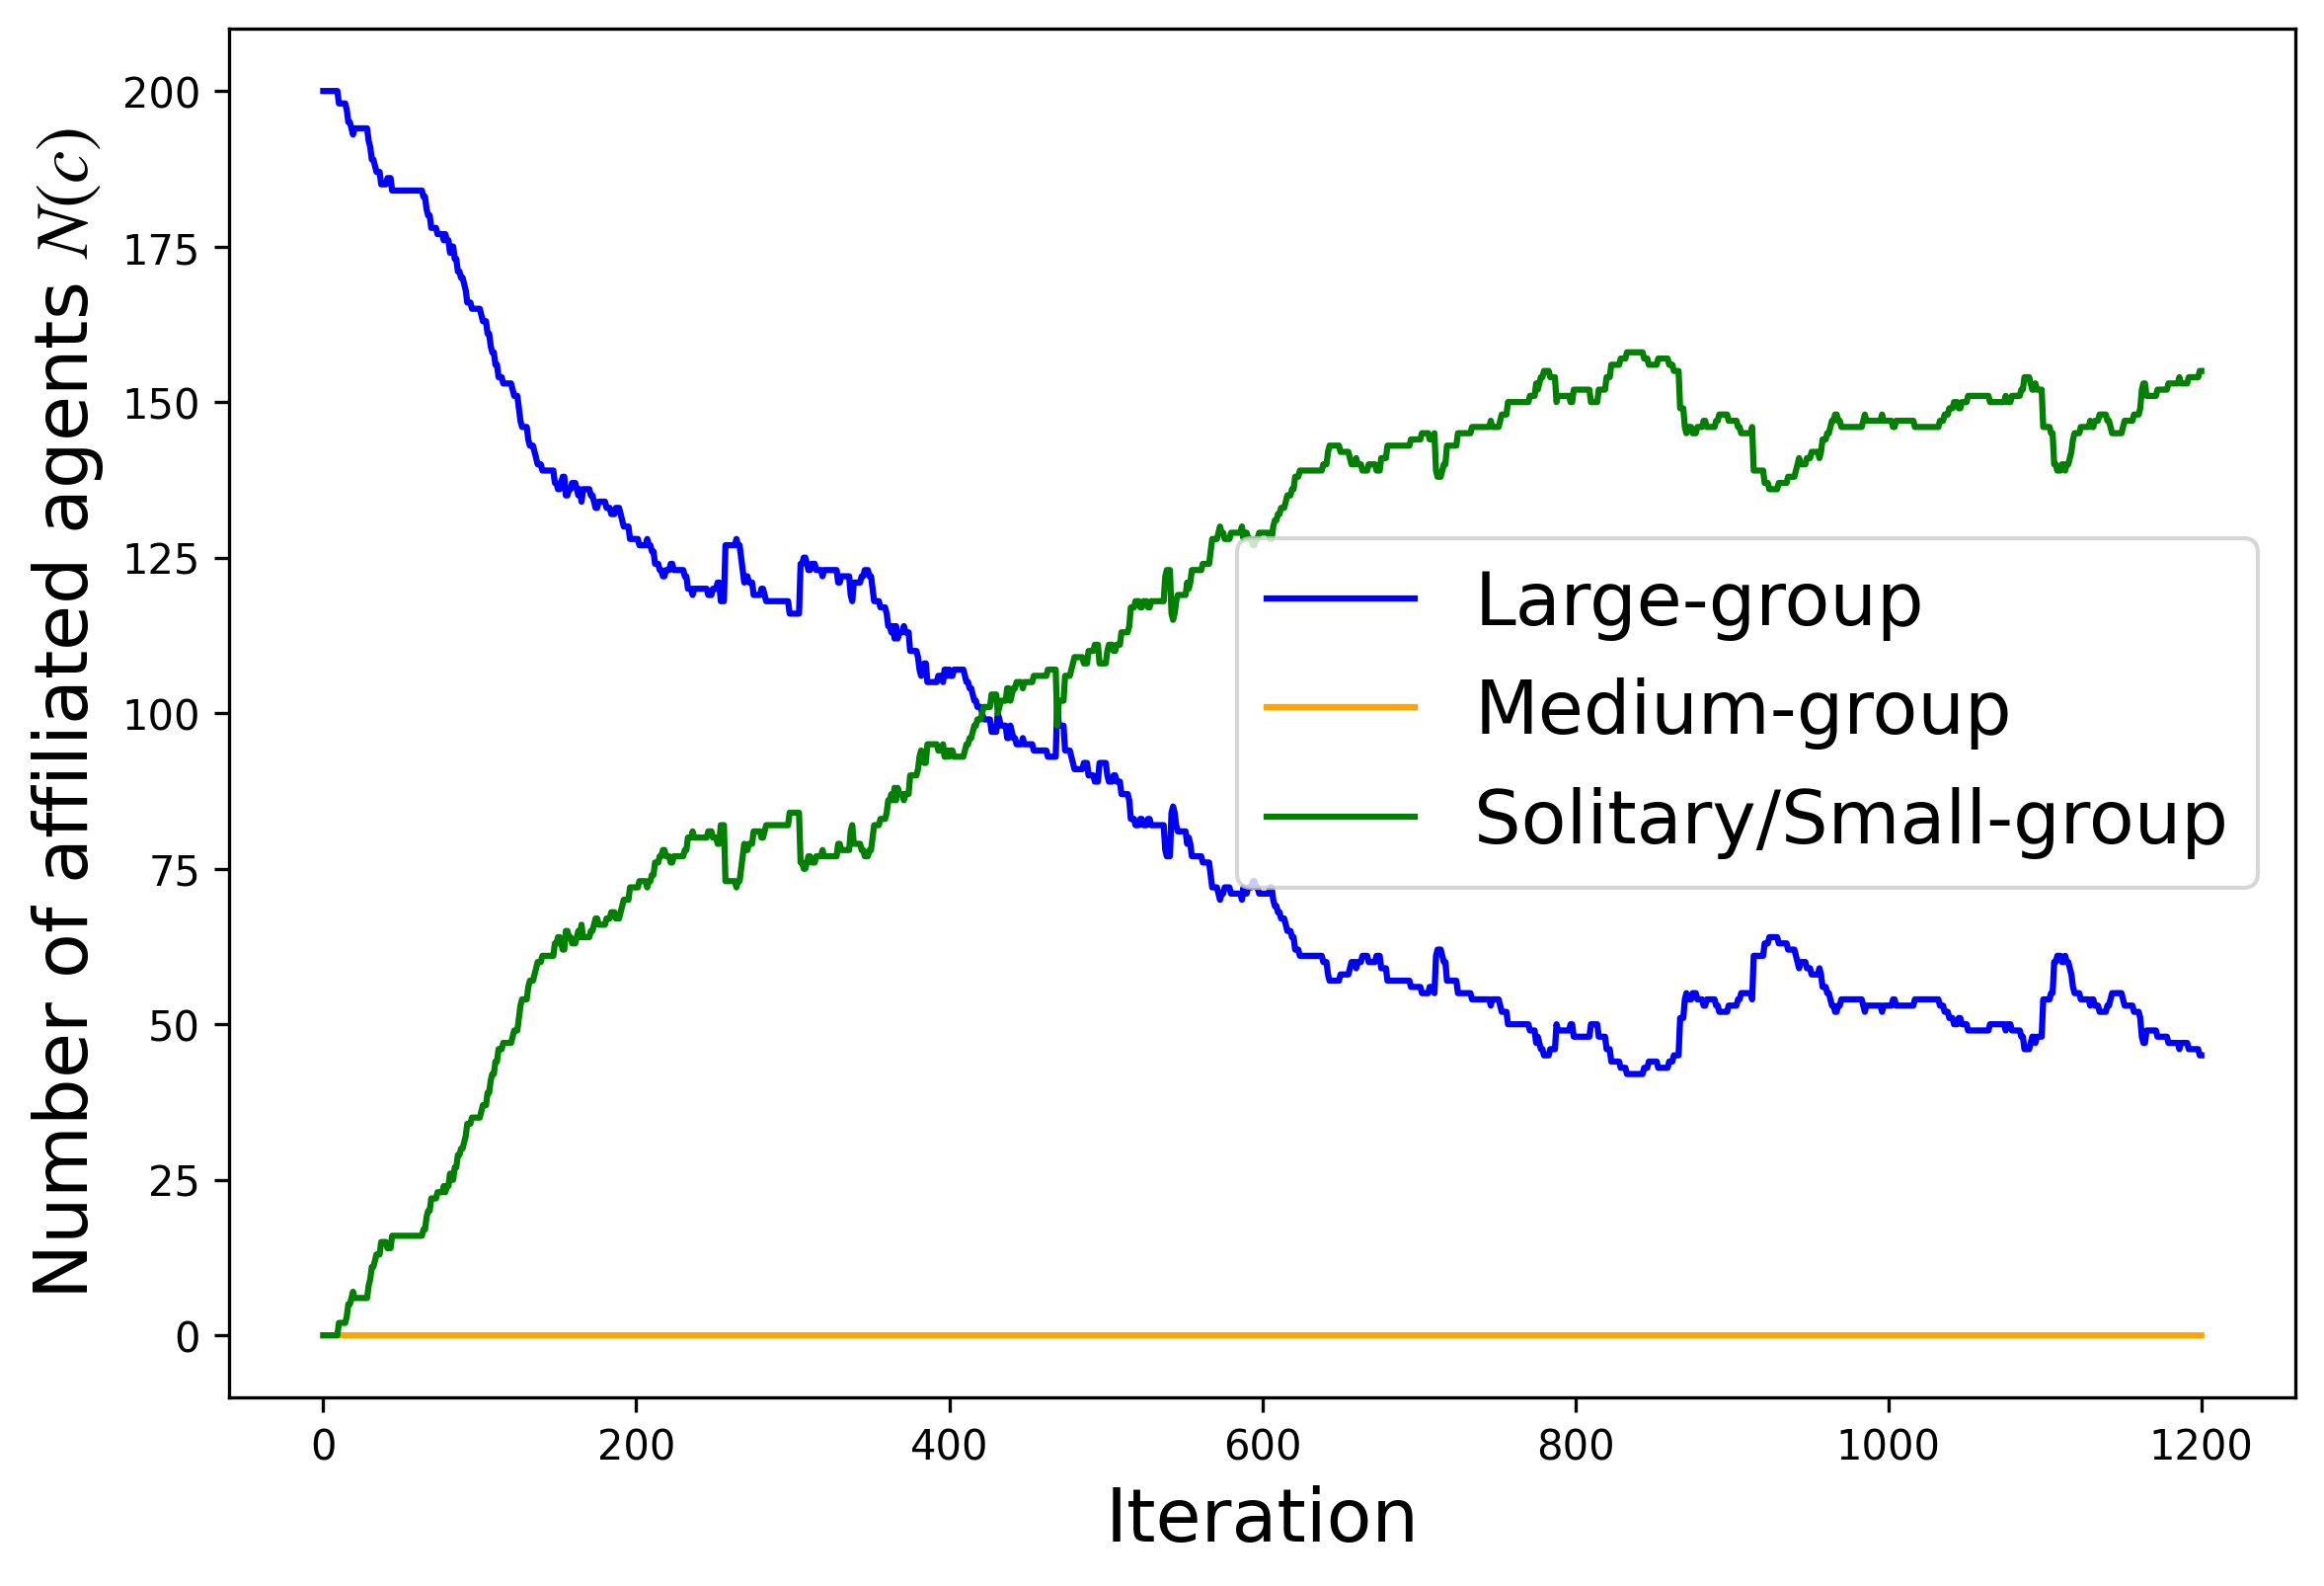 Number of affiliated agents N(c)
200
175
150
125
100
75
50
25
0
Large-group
Medium-group
Solitary/Small-group
0 200 400 600 800 1000 1200
Iteration